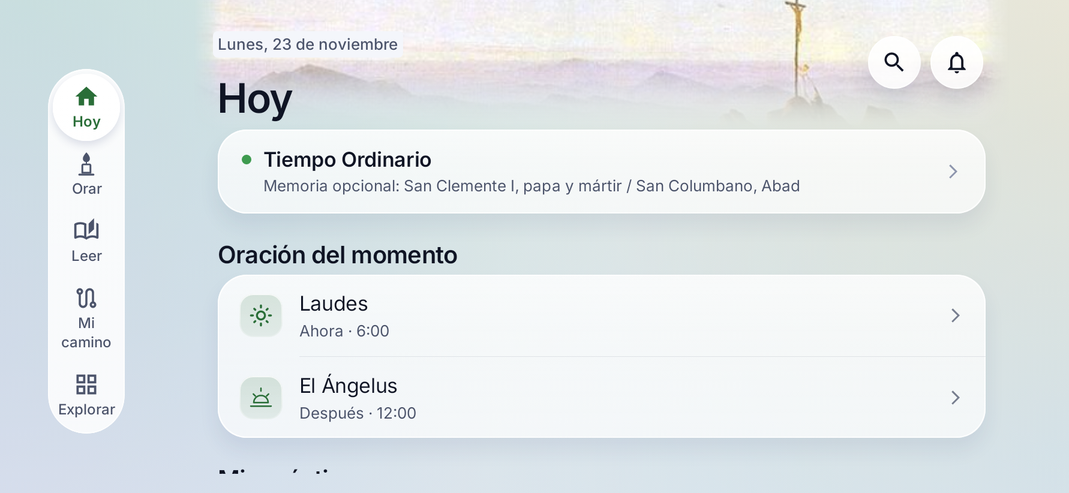 Lunes, 23 de noviembre
Hoy
Hoy
Orar
Leer
Mi
camino
Explorar
Tiempo Ordinario
Memoria opcional: San Clemente I, papa y mártir / San Columbano, Abad
Oración del momento
Laudes
Ahora · 6:00
El Ángelus
Después · 12:00